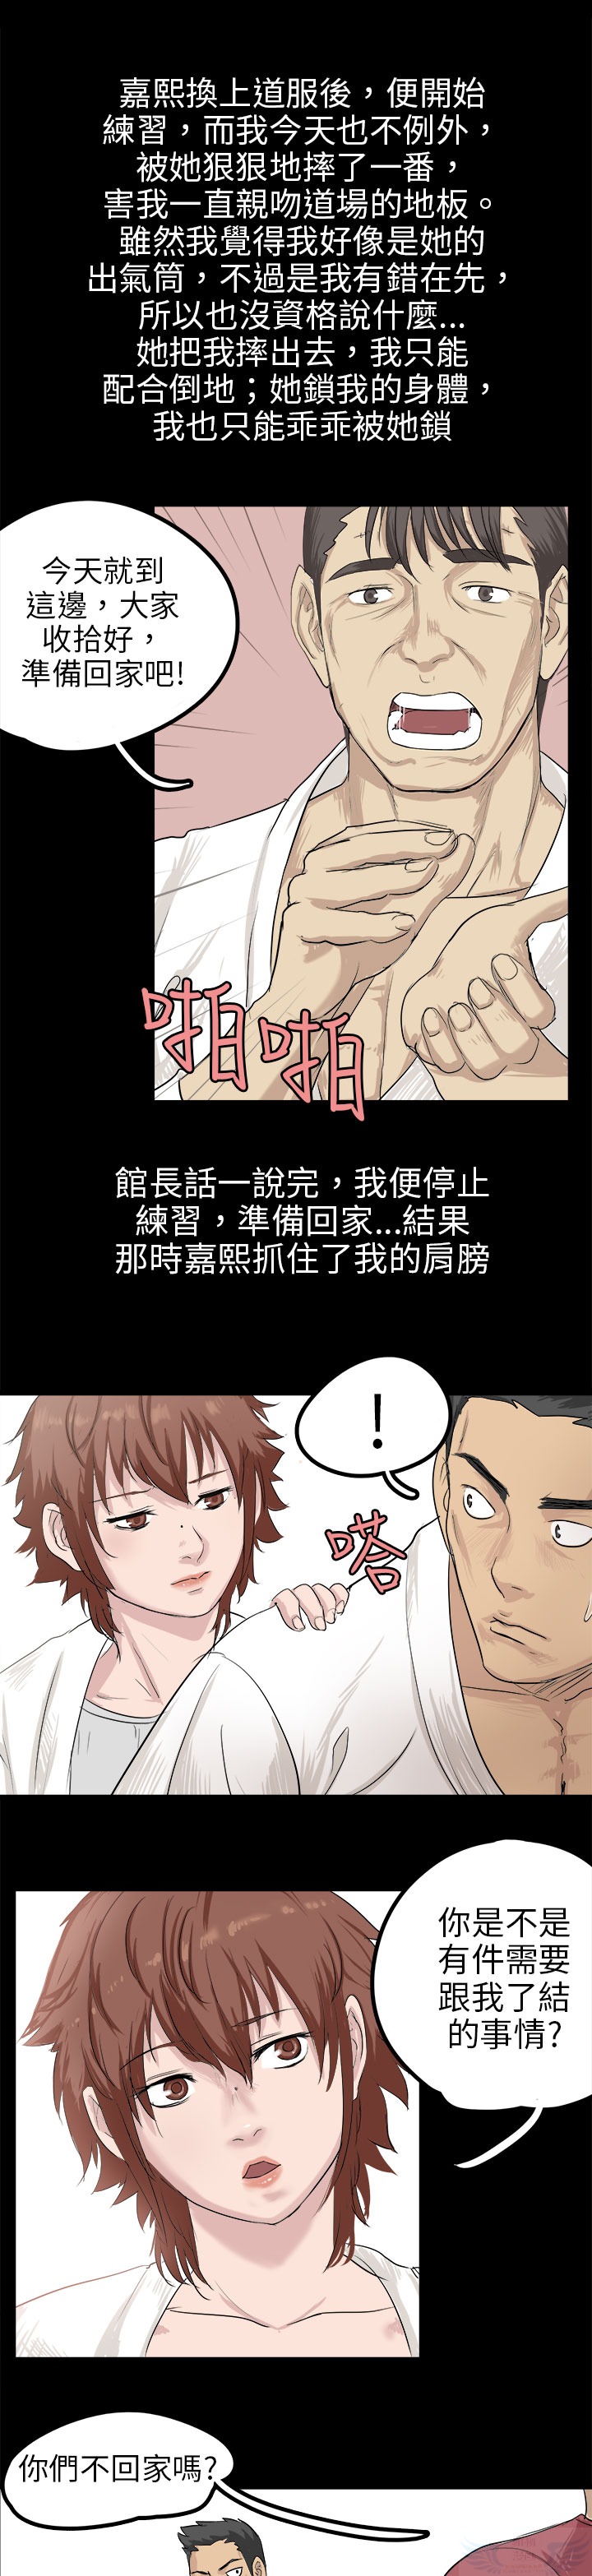 嘉熙換上道服後，便開始
練習，而我今天也不例外，
被她狠狠地摔了一番，
害我一直親吻道場的地板。
雖然我覺得我好像是她的
出氣筒，不過是我有錯在先，
所以也沒資格說什麼...
她把我摔出去，我只能
配合倒地；她鎖我的身體，
我也只能乖乖被她鎖
今天就到
這邊，大家
收拾好，
準備回家吧!
啪啪
館長話一說完，我便停止
練習，準備回家...結果
那時嘉熙抓住了我的肩膀
!
嗒
你是不是
有件需要
跟我了結
的事情?
你們不回家嗎?